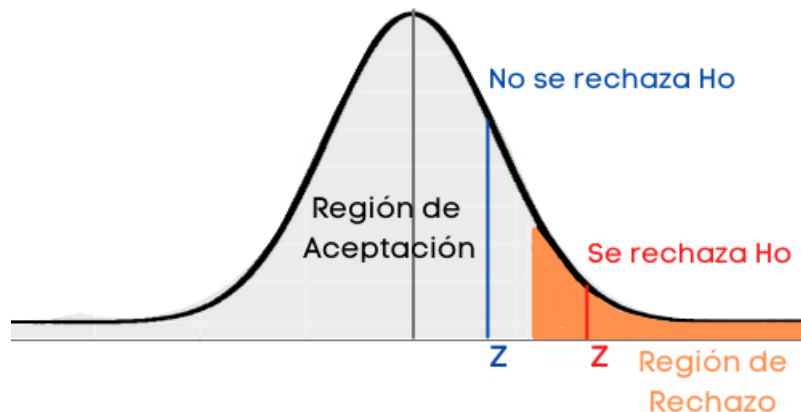 No se rechaza Ho
Región de
Aceptación
Se rechaza Ho
Z
Z
Región de
Rechazo